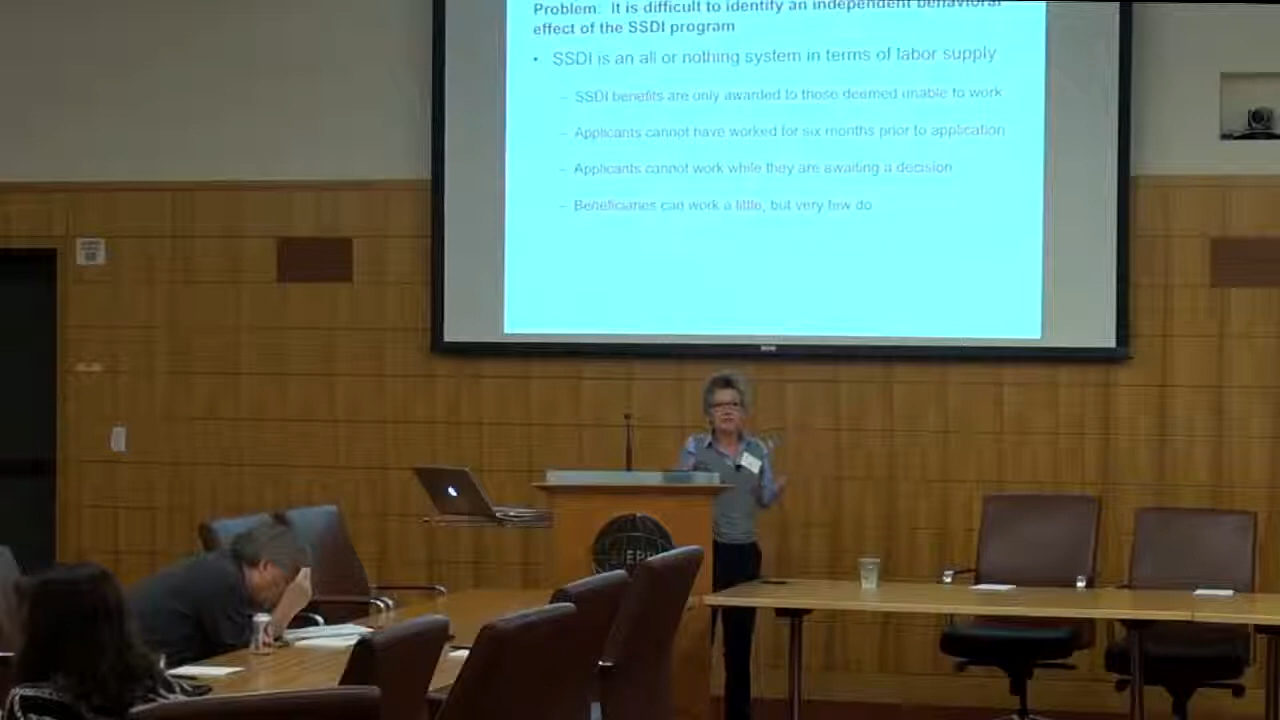 Problem: It is difficult to identify an independent behavioral
effect of the SSDI program
• SSDI is an all or nothing system in terms of labor supply
– SSDI benefits are only awarded to those deemed unable to work
– Applicants cannot have worked for six months prior to application
– Applicants cannot work while they are awaiting a decision
– Beneficiaries can work a little, but very few do